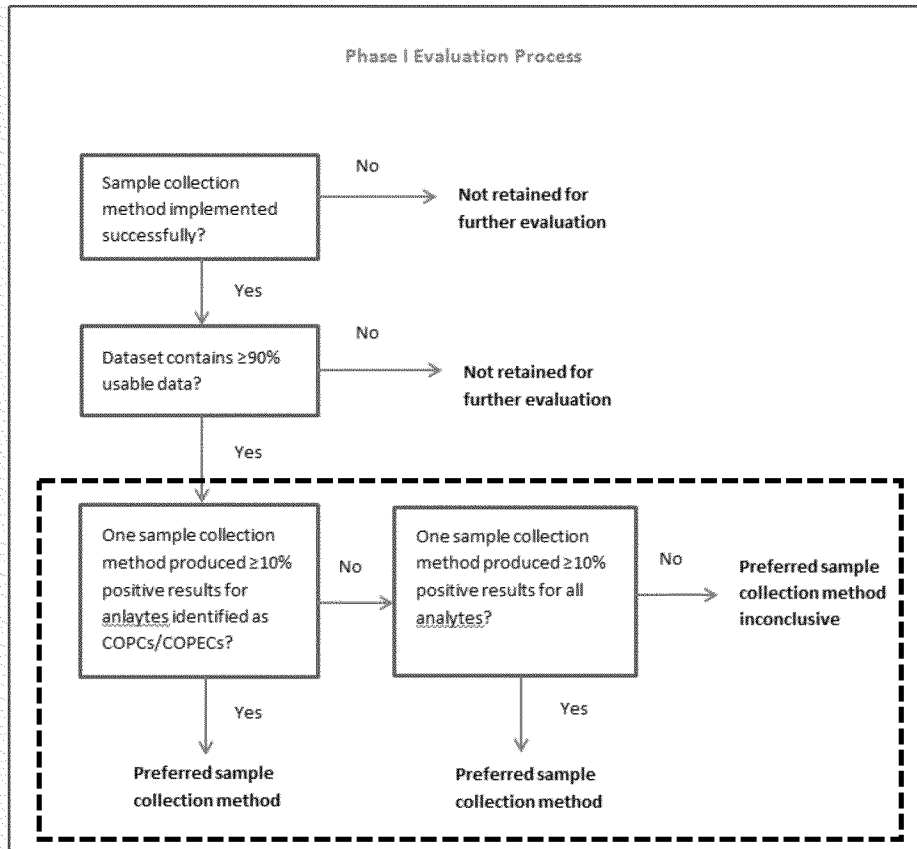 Phase I Evaluation Process
No
Sample collection
method implemented
successfully?
Not retained for
further evaluation
Yes
No
Dataset contains ≥90%
usable data?
Not retained for
further evaluation
Yes
One sample collection
method produced ≥10%
positive results for
anlaytes identified as
COPCs/COPECs?
No
One sample collection
method produced ≥10%
positive results for all
analytes?
No
Preferred sample
collection method
inconclusive
Yes
Preferred sample
collection method
Yes
Preferred sample
collection method